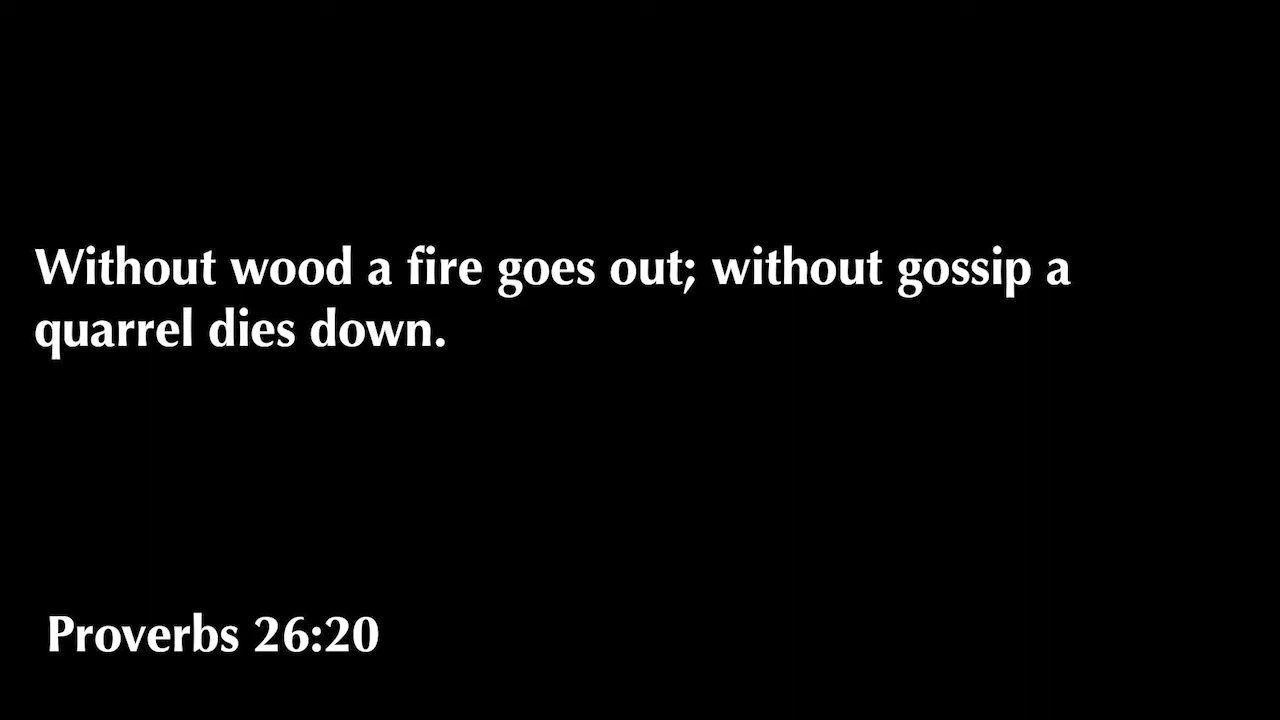 Without wood a fire goes out; without gossip a
quarrel dies down.
Proverbs 26:20